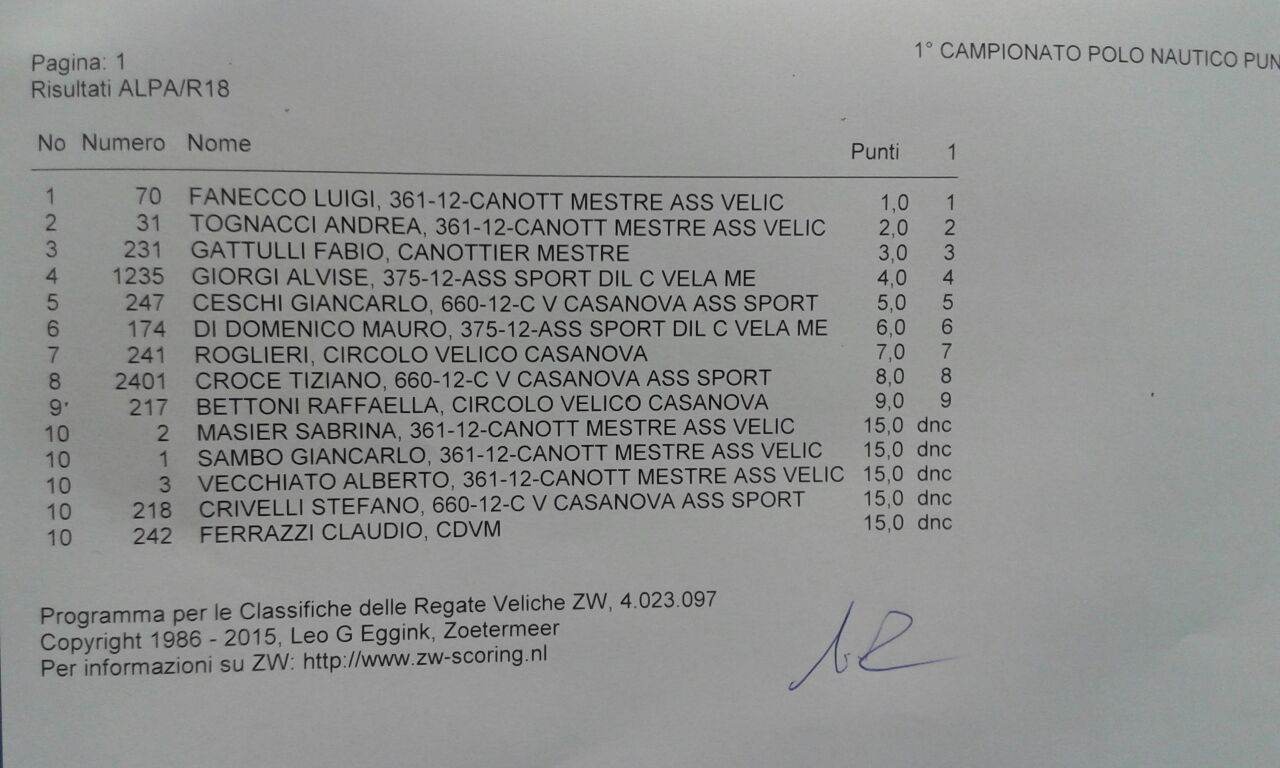 Pagina: 1
1° CAMPIONATO POLO NAUTICO PUN
Risultati ALPA/R18
No Numero Nome Punti 1
1 70 FANECCO LUIGI, 361-12-CANOTT MESTRE ASS VELIC 1,0 1
2 31 TOGNACCI ANDREA, 361-12-CANOTT MESTRE ASS VELIC 2,0 2
3 231 GATTULLI FABIO, CANOTTIER MESTRE 3,0 3
4 1235 GIORGI ALVISE, 375-12-ASS SPORT DIL C VELA ME 4,0 4
5 247 CESCHI GIANCARLO, 660-12-C V CASANOVA ASS SPORT 5,0 5
6 174 DI DOMENICO MAURO, 375-12-ASS SPORT DIL C VELA ME 6,0 6
7 241 ROGLIERI, CIRCOLO VELICO CASANOVA 7,0 7
8 2401 CROCE TIZIANO, 660-12-C V CASANOVA ASS SPORT 8,0 8
9 217 BETTONI RAFFAELLA, CIRCOLO VELICO CASANOVA 9,0 9
10 2 MASIER SABRINA, 361-12-CANOTT MESTRE ASS VELIC 15,0 dnc
10 1 SAMBO GIANCARLO, 361-12-CANOTT MESTRE ASS VELIC 15,0 dnc
10 3 VECCHIATO ALBERTO, 361-12-CANOTT MESTRE ASS VELIC 15,0 dnc
10 218 CRIVELLI STEFANO, 660-12-C V CASANOVA ASS SPORT 15,0 dnc
10 242 FERRAZZI CLAUDIO, CDVM 15,0 dnc
Programma per le Classifiche delle Regate Veliche ZW, 4.023.097
Copyright 1986 - 2015, Leo G Eggink, Zoetermeer
Per informazioni su ZW: http://www.zw-scoring.nl